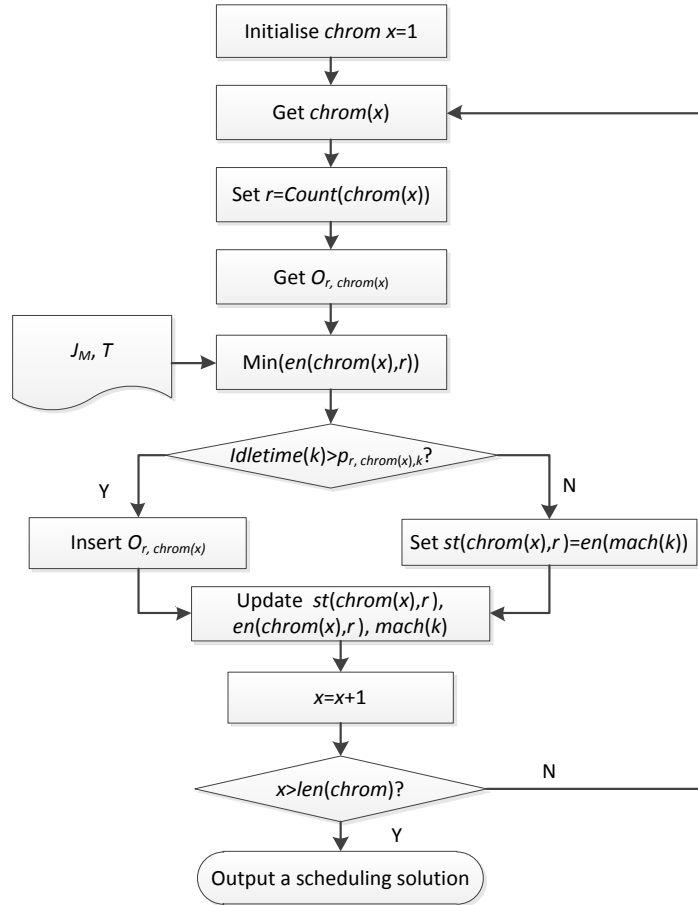 Initialise chrom x=1
Get chrom(x)
Set r=Count(chrom(x))
Get Or, chrom(x)
JM, T
Min(en(chrom(x),r))
Idletime(k)>pr, chrom(x),k?
Y
N
Insert Or, chrom(x)
Set st(chrom(x),r)=en(mach(k))
Update st(chrom(x),r),
en(chrom(x),r), mach(k)
x=x+1
x>len(chrom)?
N
Y
Output a scheduling solution